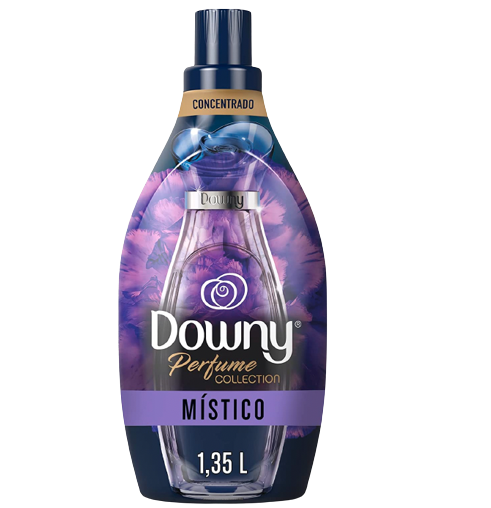 CONCENTRADO
Downy
Downy®
Perfume
COLLECTION
MÍSTICO
1,35 L